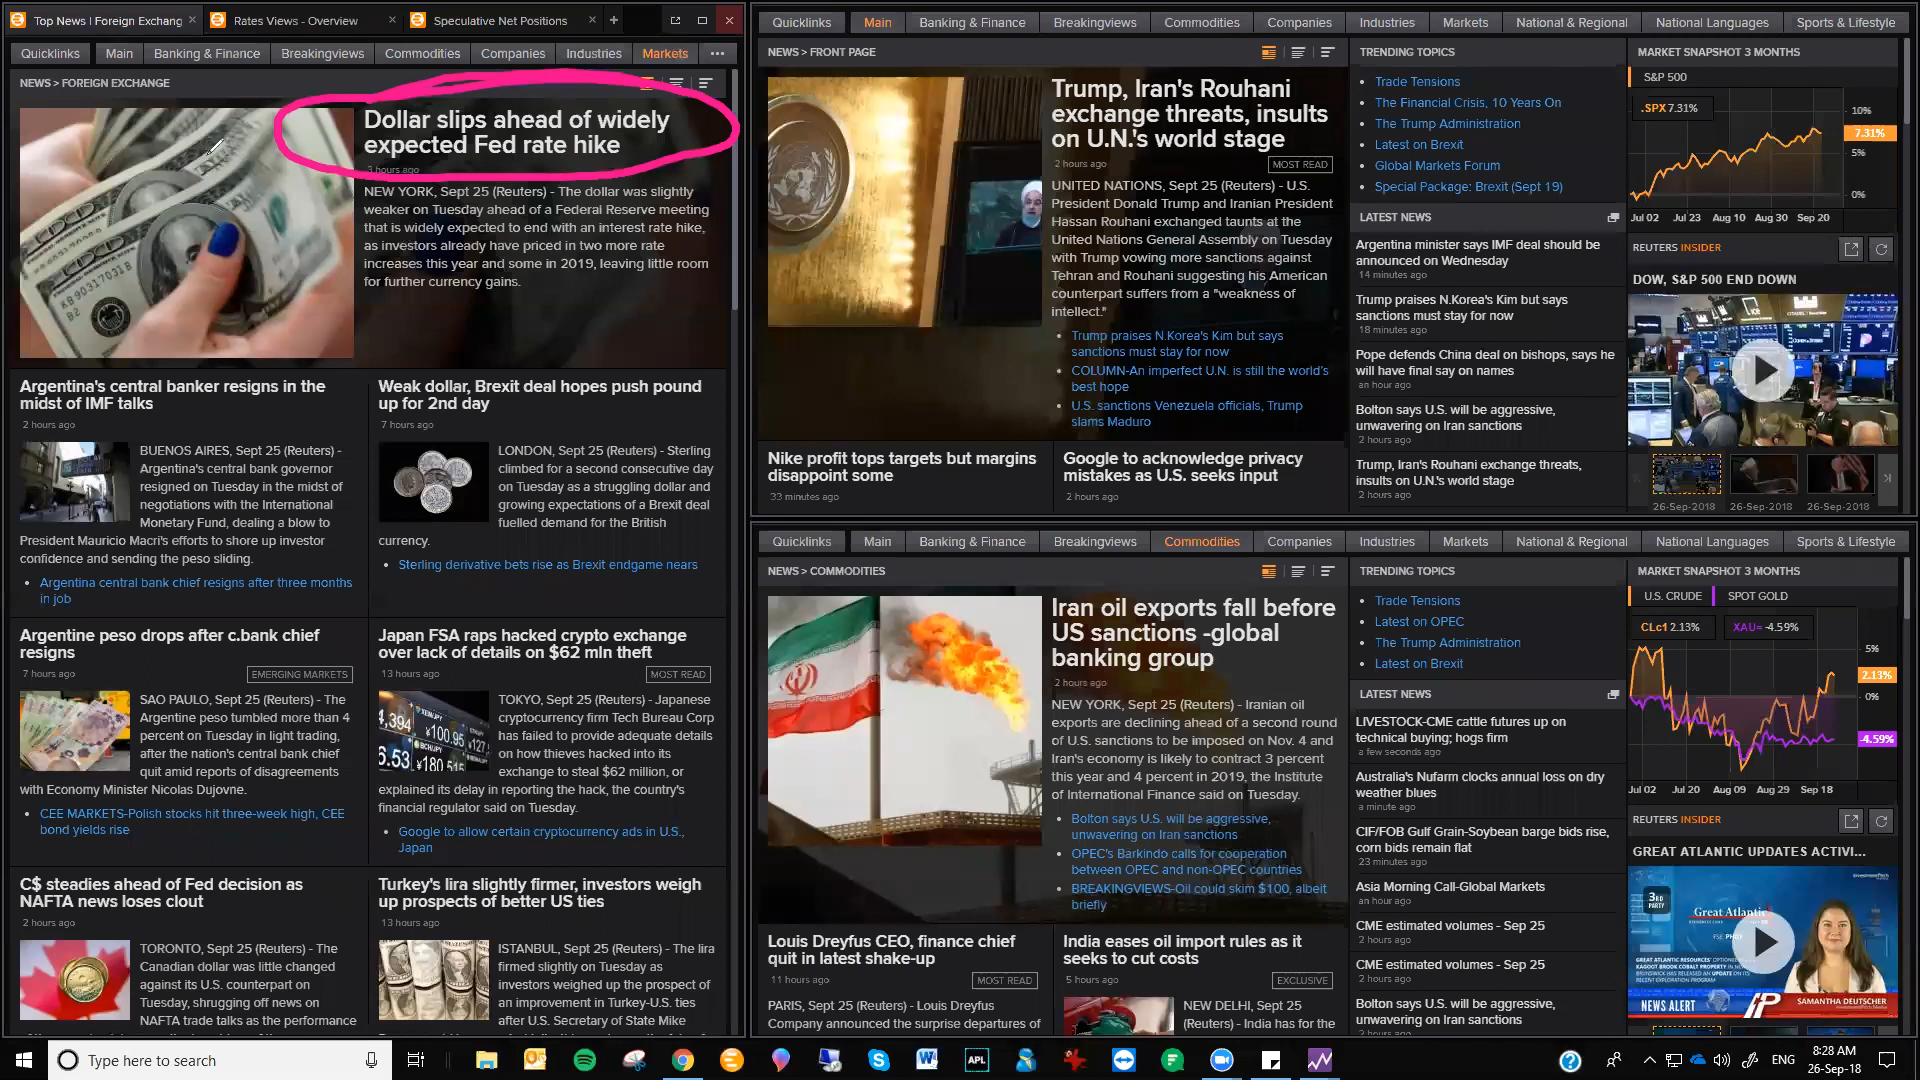 Top News | Foreign Exchang
Rates Views - Overview
Speculative Net Positions
Quicklinks
Main
Banking & Finance
Breakingviews
Commodities
Companies
Industries
Markets
NEWS > FOREIGN EXCHANGE
Dollar slips ahead of widely
expected Fed rate hike
3 hours ago
NEW YORK, Sept 25 (Reuters) - The dollar was slightly
weaker on Tuesday ahead of a Federal Reserve meeting
that is widely expected to end with an interest rate hike,
as investors already have priced in two more rate
increases this year and some in 2019, leaving little room
for further currency gains.
Argentina's central banker resigns in the
midst of IMF talks
2 hours ago
BUENOS AIRES, Sept 25 (Reuters) -
Argentina's central bank governor
resigned on Tuesday in the midst of
negotiations with the International
Monetary Fund, dealing a blow to
President Mauricio Macri's efforts to shore up investor
confidence and sending the peso sliding.
Argentina central bank chief resigns after three months
in job
Weak dollar, Brexit deal hopes push pound
up for 2nd day
7 hours ago
LONDON, Sept 25 (Reuters) - Sterling
climbed for a second consecutive day
on Tuesday as a struggling dollar and
growing expectations of a Brexit deal
fuelled demand for the British
currency.
Sterling derivative bets rise as Brexit endgame nears
Argentine peso drops after c.bank chief
resigns
7 hours ago
EMERGING MARKETS
SAO PAULO, Sept 25 (Reuters) - The
Argentine peso tumbled more than 4
percent on Tuesday in light trading,
after the nation's central bank chief
quit amid reports of disagreements
with Economy Minister Nicolas Dujovne.
CEE MARKETS-Polish stocks hit three-week high, CEE
bond yields rise
Japan FSA raps hacked crypto exchange
over lack of details on $62 mln theft
13 hours ago
MOST READ
TOKYO, Sept 25 (Reuters) - Japanese
cryptocurrency firm Tech Bureau Corp
has failed to provide adequate details
on how thieves hacked into its
exchange to steal $62 million, or
explained its delay in reporting the hack, the country's
financial regulator said on Tuesday.
Google to allow certain cryptocurrency ads in U.S.,
Japan
C$ steadies ahead of Fed decision as
NAFTA news loses clout
2 hours ago
TORONTO, Sept 25 (Reuters) - The
Canadian dollar was little changed
against its U.S. counterpart on
Tuesday, shrugging off news on
NAFTA trade talks as the performance
Turkey's lira slightly firmer, investors weigh
up prospects of better US ties
13 hours ago
ISTANBUL, Sept 25 (Reuters) - The lira
firmed slightly on Tuesday as
investors weighed up the prospect of
an improvement in Turkey-U.S. ties
after U.S. Secretary of State Mike
Quicklinks
Main
Banking & Finance
Breakingviews
Commodities
Companies
Industries
Markets
National & Regional
National Languages
Sports & Lifestyle
NEWS > FRONT PAGE
Trump, Iran's Rouhani
exchange threats, insults
on U.N.'s world stage
2 hours ago
MOST READ
UNITED NATIONS, Sept 25 (Reuters) - U.S.
President Donald Trump and Iranian President
Hassan Rouhani exchanged taunts at the
United Nations General Assembly on Tuesday
with Trump vowing more sanctions against
Tehran and Rouhani suggesting his American
counterpart suffers from a "weakness of
intellect."
Trump praises N.Korea's Kim but says
sanctions must stay for now
COLUMN-An imperfect U.N. is still the world's
best hope
U.S. sanctions Venezuela officials, Trump
slams Maduro
Nike profit tops targets but margins
disappoint some
33 minutes ago
Google to acknowledge privacy
mistakes as U.S. seeks input
2 hours ago
TRENDING TOPICS
Trade Tensions
The Financial Crisis, 10 Years On
The Trump Administration
Latest on Brexit
Global Markets Forum
Special Package: Brexit (Sept 19)
LATEST NEWS
Argentina minister says IMF deal should be
announced on Wednesday
14 minutes ago
Trump praises N.Korea's Kim but says
sanctions must stay for now
18 minutes ago
Pope defends China deal on bishops, says he
will have final say on names
an hour ago
Bolton says U.S. will be aggressive,
unwavering on Iran sanctions
2 hours ago
Trump, Iran's Rouhani exchange threats,
insults on U.N.'s world stage
2 hours ago
MARKET SNAPSHOT 3 MONTHS
S&P 500
.SPX 7.31%
10%
7.31%
5%
0%
Jul 02 Jul 23 Aug 10 Aug 30 Sep 20
REUTERS INSIDER
DOW, S&P 500 END DOWN
26-Sep-2018 26-Sep-2018 26-Sep-2018
Quicklinks
Main
Banking & Finance
Breakingviews
Commodities
Companies
Industries
Markets
National & Regional
National Languages
Sports & Lifestyle
NEWS > COMMODITIES
Iran oil exports fall before
US sanctions -global
banking group
2 hours ago
NEW YORK, Sept 25 (Reuters) - Iranian oil
exports are declining ahead of a second round
of U.S. sanctions to be imposed on Nov. 4 and
Iran's economy is likely to contract 3 percent
this year and 4 percent in 2019, the Institute
of International Finance said on Tuesday.
Bolton says U.S. will be aggressive,
unwavering on Iran sanctions
OPEC's Barkindo calls for cooperation
between OPEC and non-OPEC countries
BREAKINGVIEWS-Oil could skim $100, albeit
briefly
Louis Dreyfus CEO, finance chief
quit in latest shake-up
11 hours ago
MOST READ
PARIS, Sept 25 (Reuters) - Louis Dreyfus
Company announced the surprise departures of
India eases oil import rules as it
seeks to cut costs
5 hours ago
EXCLUSIVE
NEW DELHI, Sept 25
(Reuters) - India has for the
TRENDING TOPICS
Trade Tensions
Latest on OPEC
The Trump Administration
Latest on Brexit
LATEST NEWS
LIVESTOCK-CME cattle futures up on
technical buying; hogs firm
a few seconds ago
Australia's Nufarm clocks annual loss on dry
weather blues
a minute ago
CIF/FOB Gulf Grain-Soybean barge bids rise,
corn bids remain flat
23 minutes ago
Asia Morning Call-Global Markets
an hour ago
CME estimated volumes - Sep 25
2 hours ago
CME estimated volumes - Sep 25
2 hours ago
Bolton says U.S. will be aggressive,
unwavering on Iran sanctions
2 hours ago
MARKET SNAPSHOT 3 MONTHS
U.S. CRUDE
SPOT GOLD
CLc1 2.13%
XAU= -4.59%
5%
2.13%
0%
-4.59%
Jul 02 Jul 20 Aug 09 Aug 29 Sep 18
REUTERS INSIDER
GREAT ATLANTIC UPDATES ACTIVI...
3RD
PARTY
Great Atlantic
NEWS ALERT
SAMANTHA DEUTSCHER
Type here to search
APL
ENG
8:28 AM
26-Sep-18